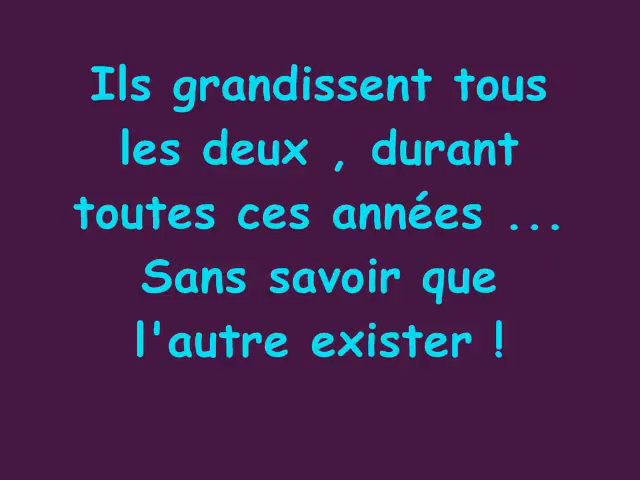 Ils grandissent tous
les deux , durant
toutes ces années ...
Sans savoir que
l'autre exister !